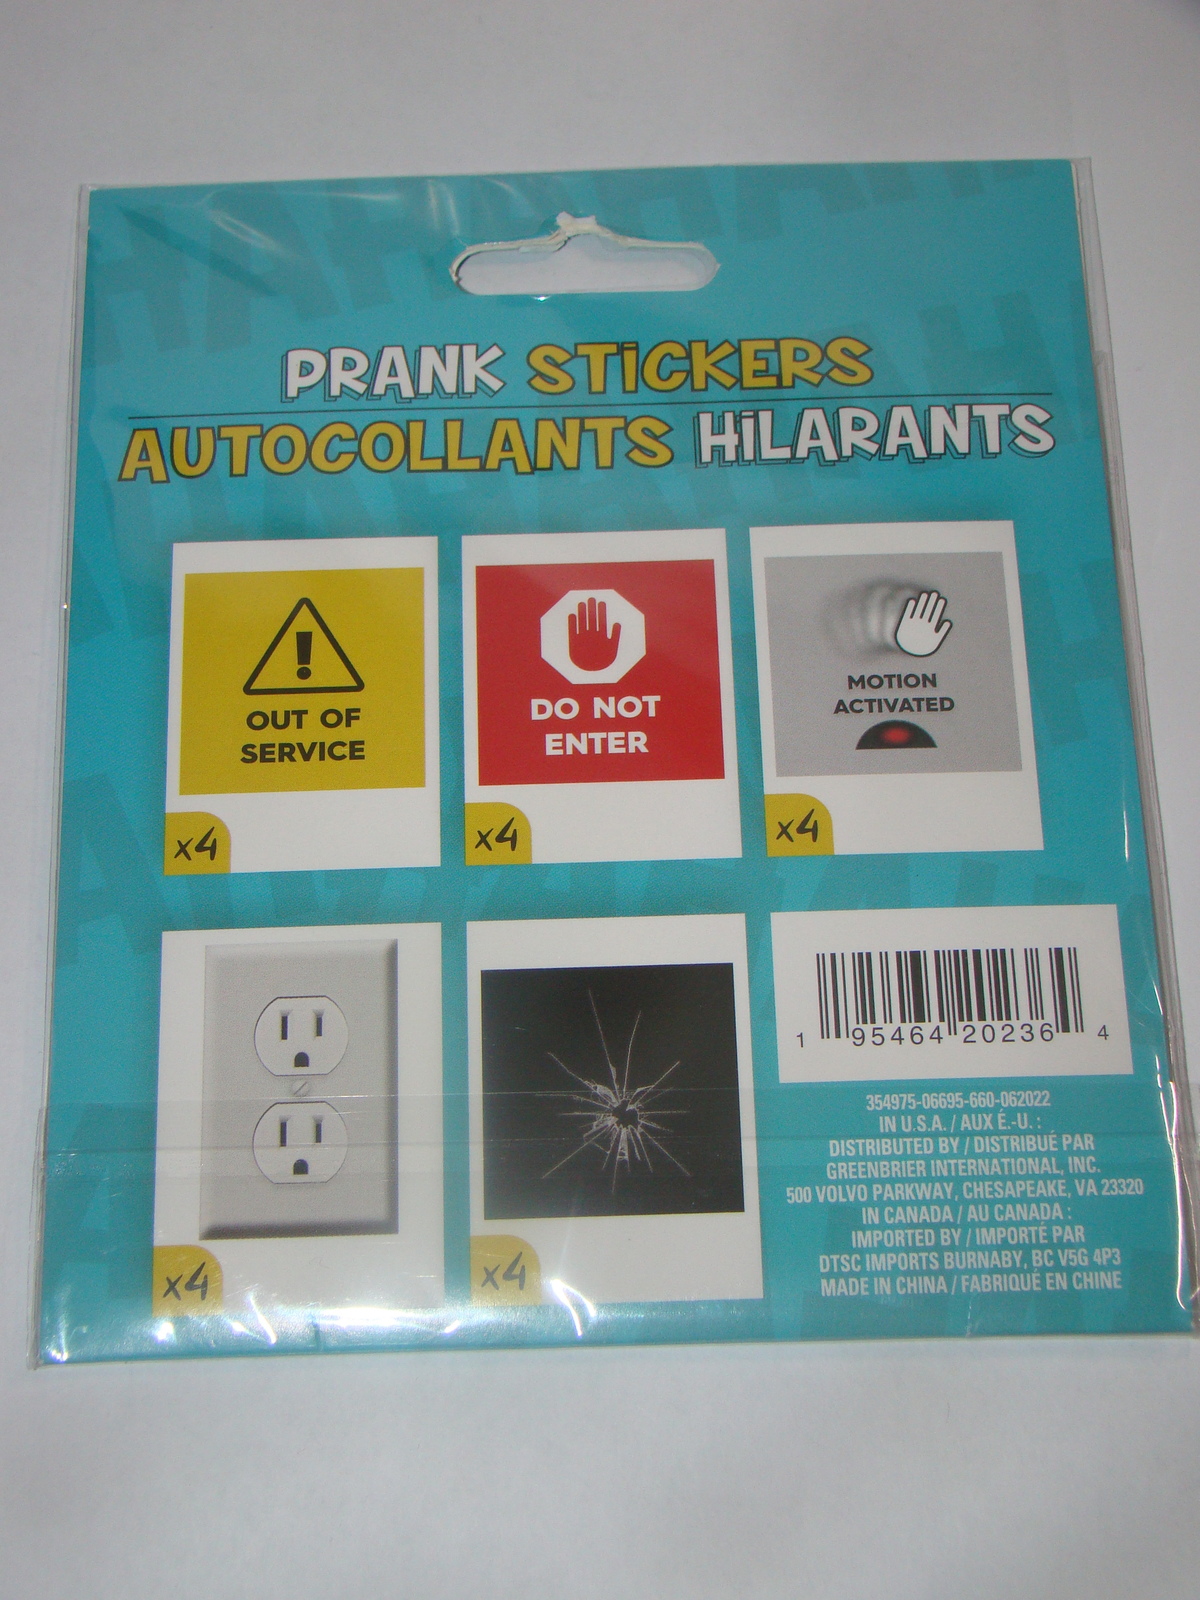 PRANK STICKERS
AUTOCOLLANTS HiLARANTS
OUT OF
SERVICE
x4
DO NOT
ENTER
x4
MOTION
ACTIVATED
x4
x4
x4
1 95464 20236 4
354975-06695-660-062022
IN U.S.A. / AUX É.-U. :
DISTRIBUTED BY / DISTRIBUÉ PAR
GREENBRIER INTERNATIONAL, INC.
500 VOLVO PARKWAY, CHESAPEAKE, VA 23320
IN CANADA / AU CANADA :
IMPORTED BY / IMPORTÉ PAR
DTSC IMPORTS BURNABY, BC V5G 4P3
MADE IN CHINA / FABRIQUÉ EN CHINE